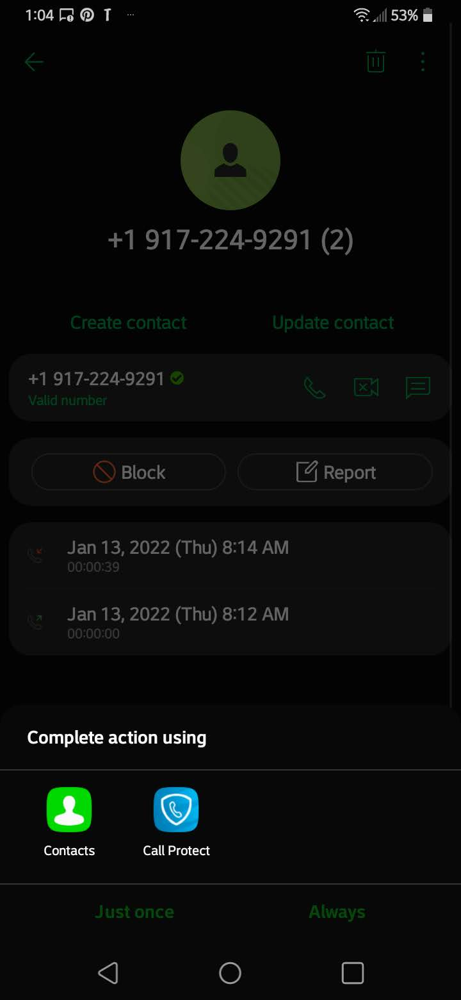 1:04 ... 53%
+1 917-224-9291 (2)
Create contact Update contact
+1 917-224-9291
Valid number
Block Report
Jan 13, 2022 (Thu) 8:14 AM
00:00:39
Jan 13, 2022 (Thu) 8:12 AM
00:00:00
Complete action using
Contacts Call Protect
Just once Always